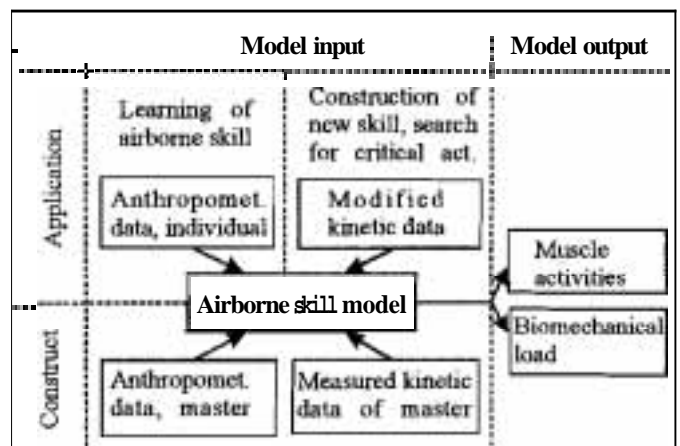 Model input
Model output
Application
Learning of
airborne skill
Construction of
new skill, search
for critical act.
Anthropomet.
data, individual
Modified
kinetic data
Airborne skill model
Muscle
activities
Biomechanical
load
Construct
Anthropomet.
data, master
Measured kinetic
data of master